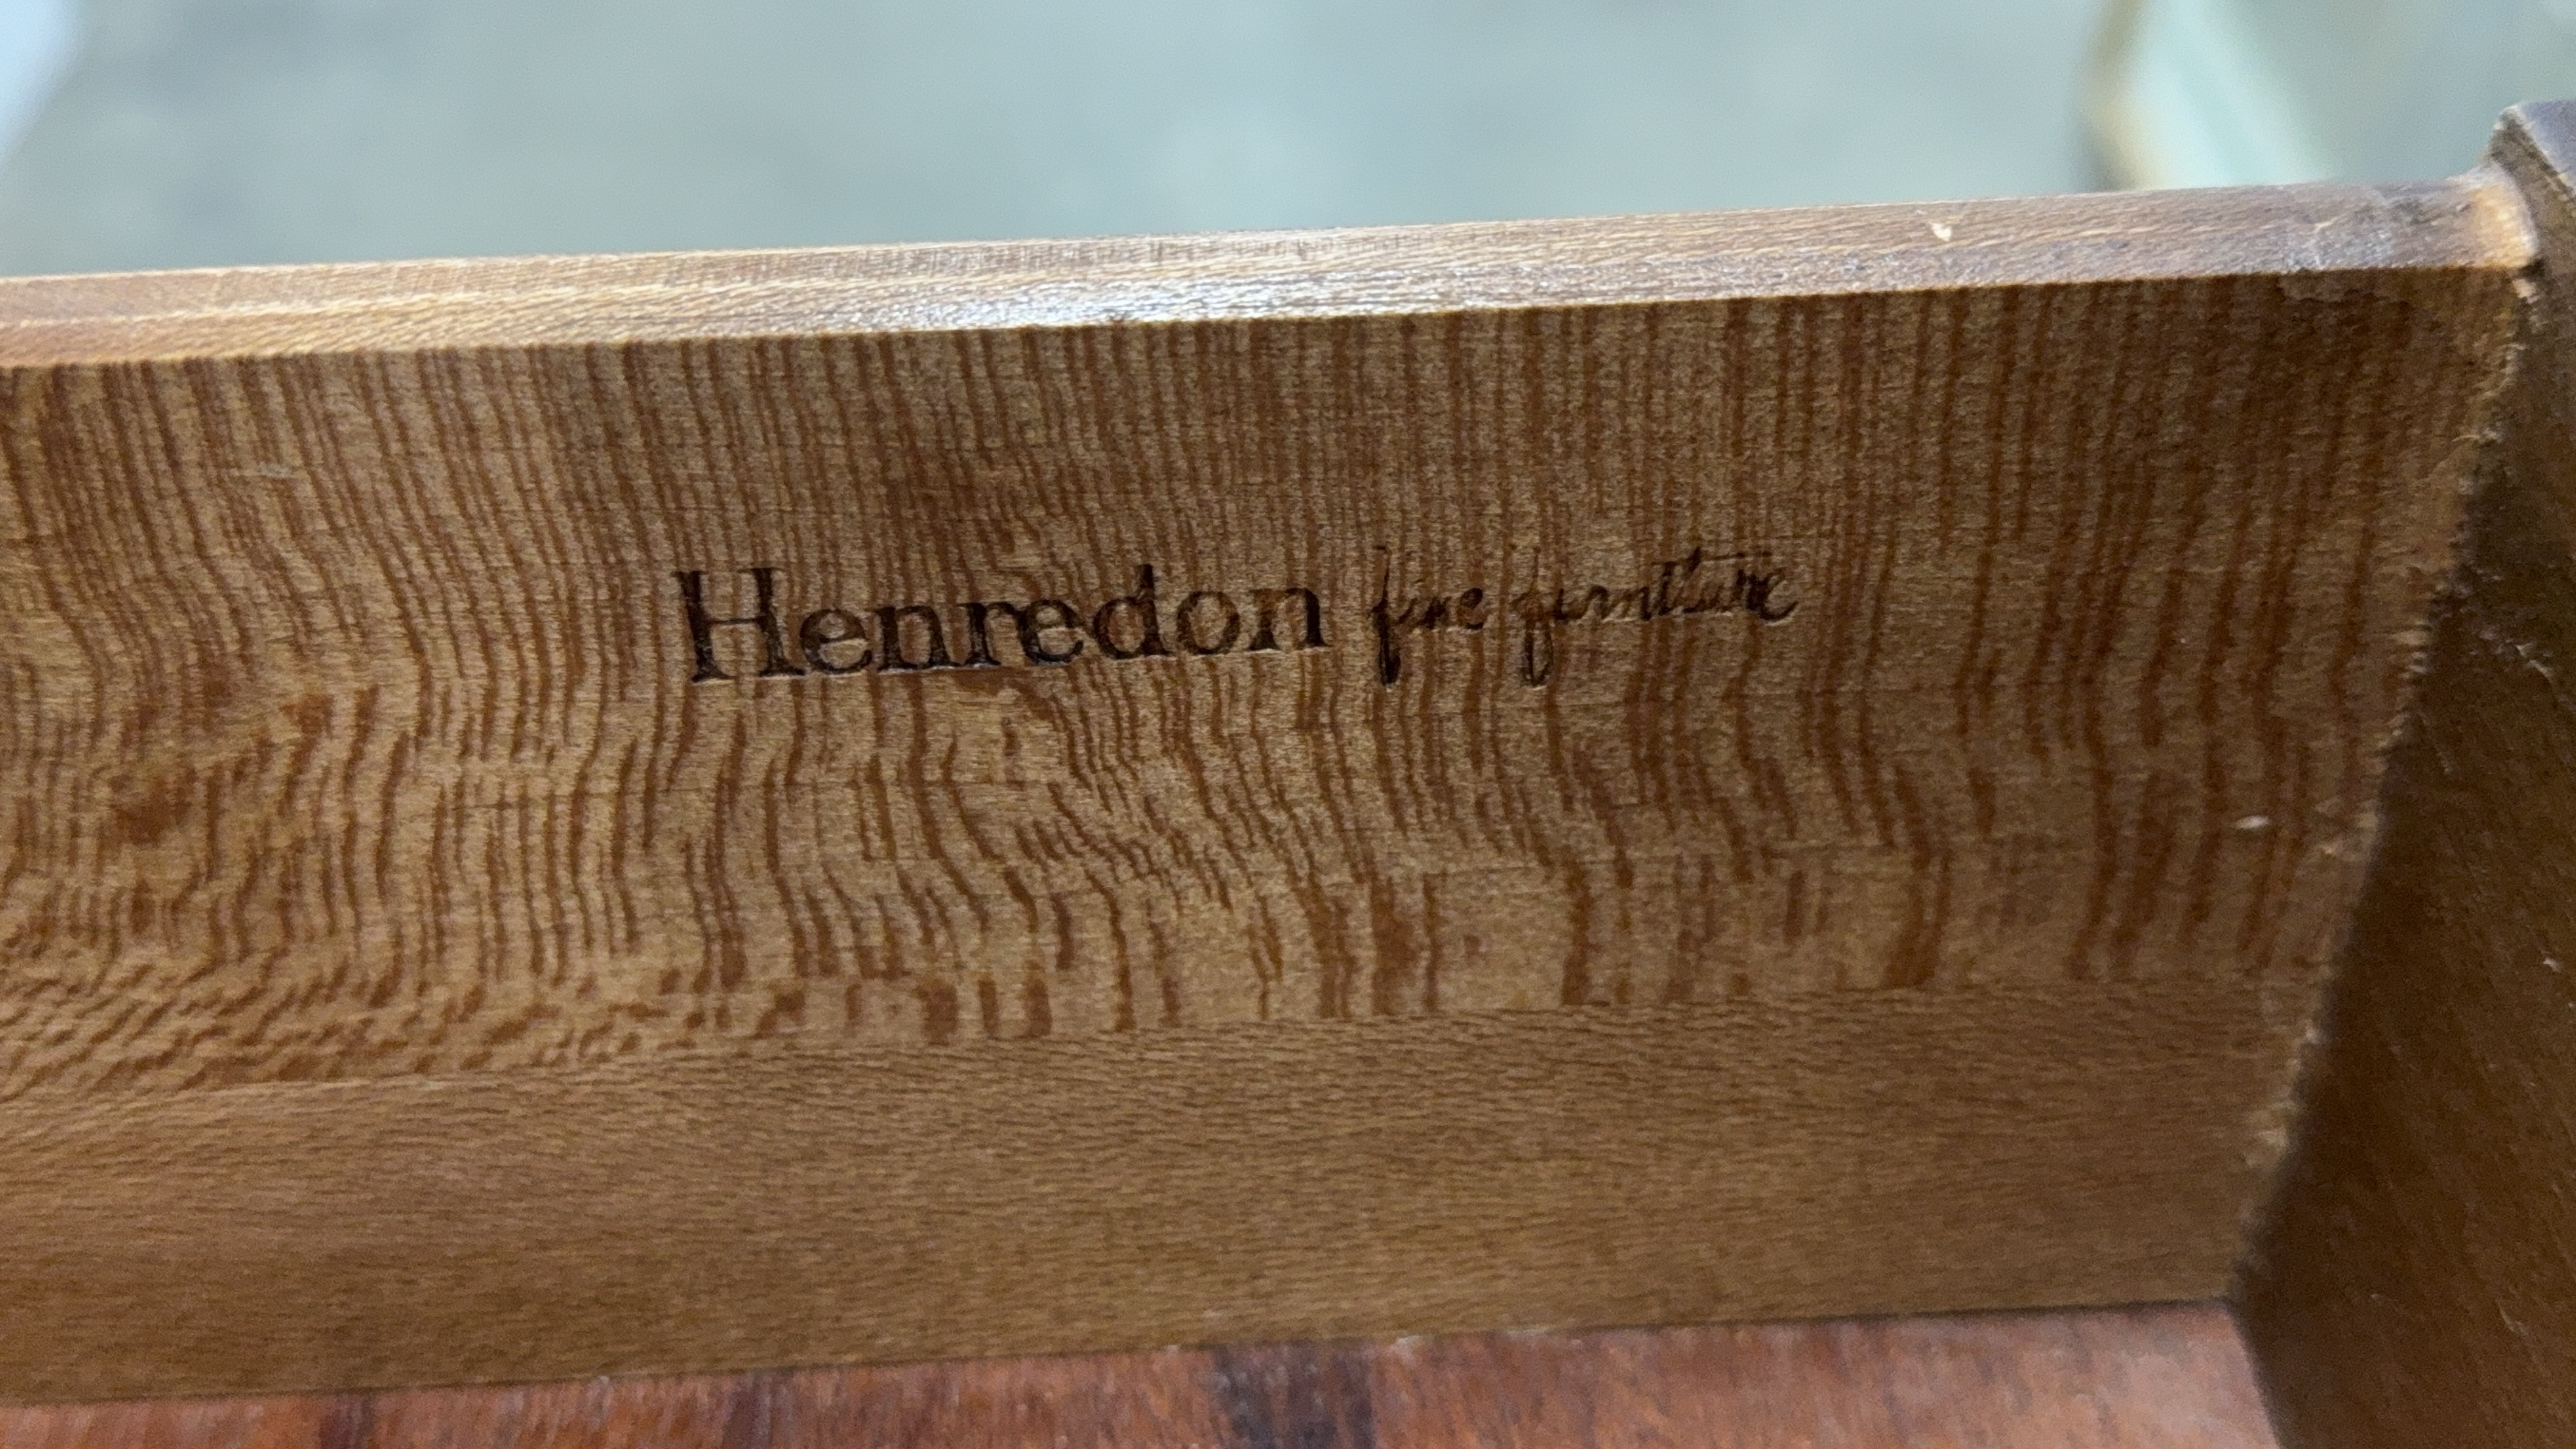 Henredon fine furniture